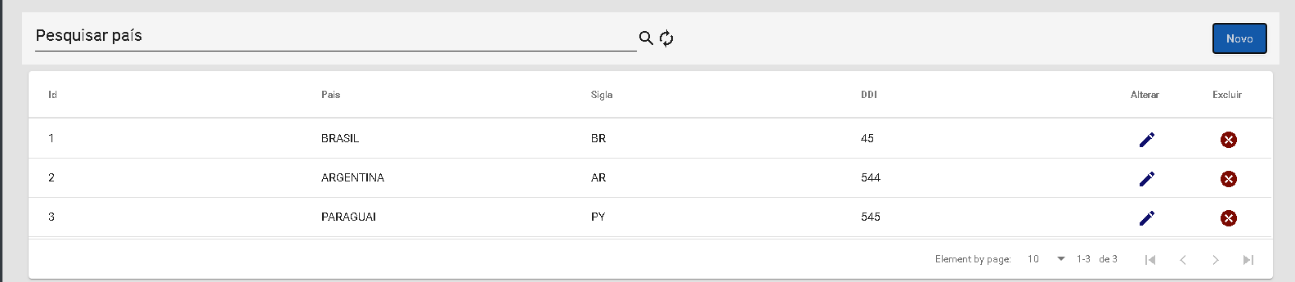 Pesquisar país
Novo
Id País Sigla DDI Alterar Excluir
1 BRASIL BR 45
2 ARGENTINA AR 544
3 PARAGUAI PY 545
Element by page: 10 1-3 de 3